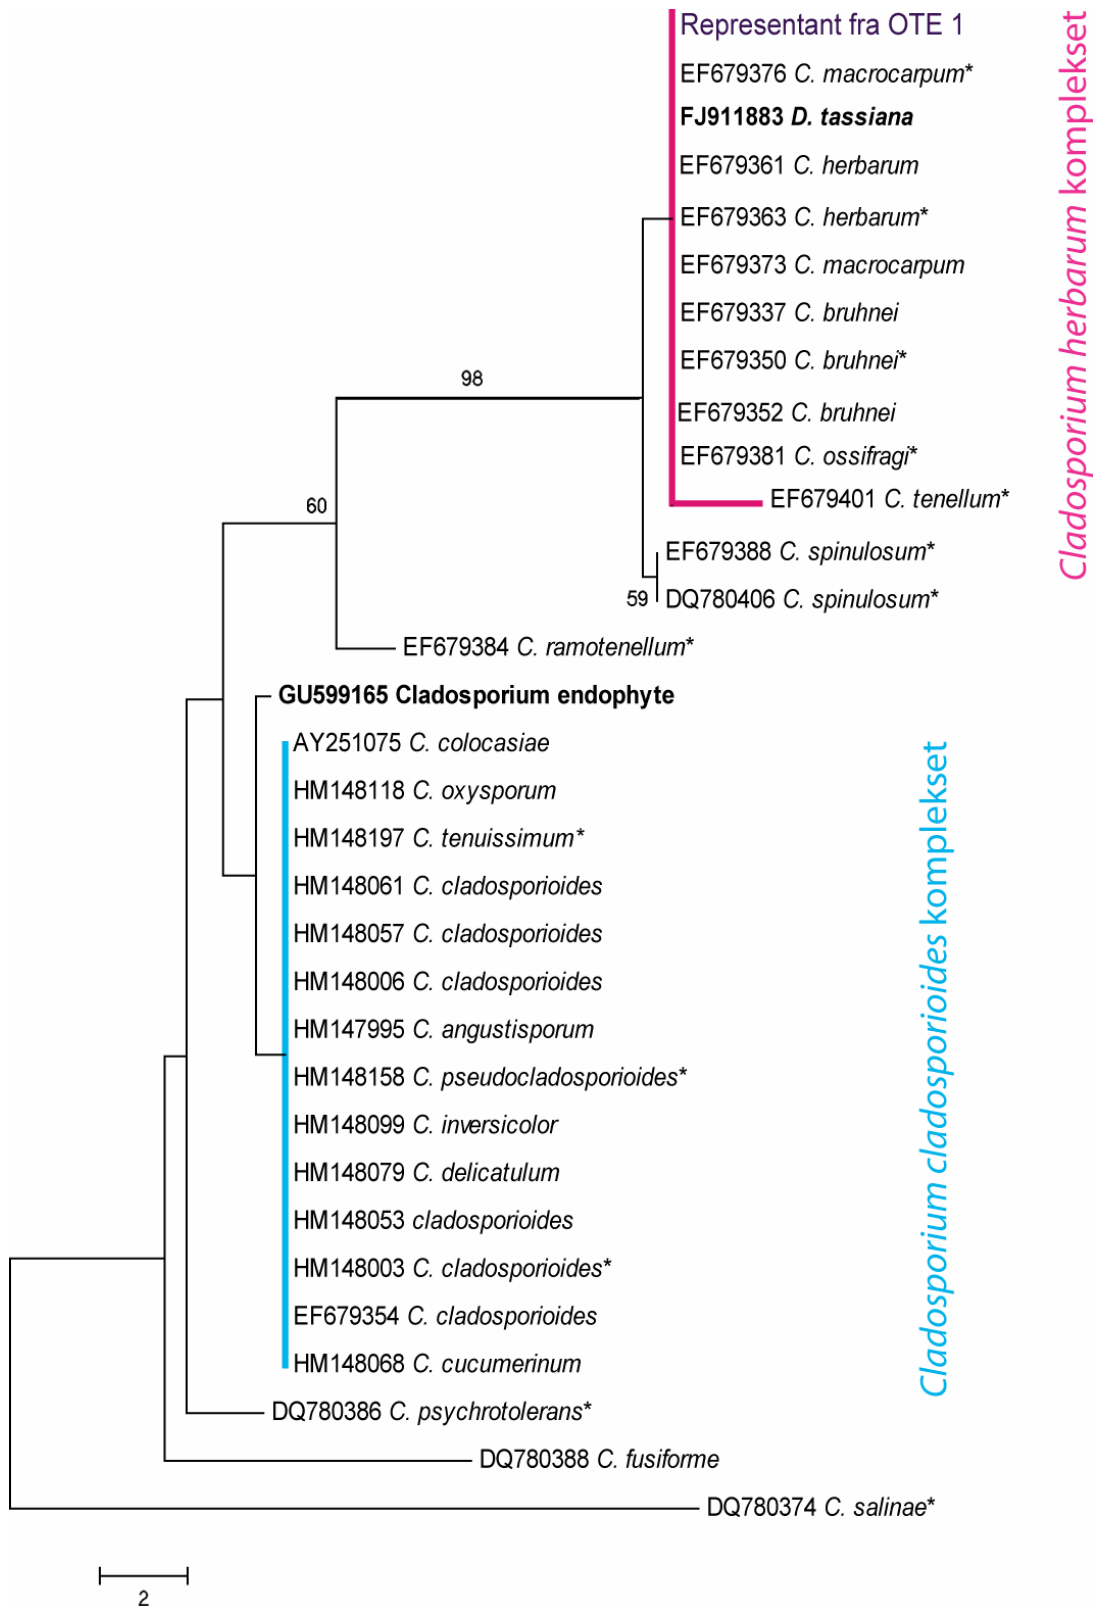 Representant fra OTE 1
EF679376 C. macrocarpum*
FJ911883 D. tassiana
EF679361 C. herbarum
EF679363 C. herbarum*
EF679373 C. macrocarpum
EF679337 C. bruhnei
EF679350 C. bruhnei*
98
EF679352 C. bruhnei
EF679381 C. ossifragi*
EF679401 C. tenellum*
60
EF679388 C. spinulosum*
59
DQ780406 C. spinulosum*
EF679384 C. ramotenellum*
Cladosporium herbarum komplekset
GU599165 Cladosporium endophyte
AY251075 C. colocasiae
HM148118 C. oxysporum
HM148197 C. tenuissimum*
HM148061 C. cladosporioides
HM148057 C. cladosporioides
HM148006 C. cladosporioides
HM147995 C. angustisporum
HM148158 C. pseudocladosporioides*
HM148099 C. inversicolor
HM148079 C. delicatulum
HM148053 cladosporioides
HM148003 C. cladosporioides*
EF679354 C. cladosporioides
HM148068 C. cucumerinum
Cladosporium cladosporioides komplekset
DQ780386 C. psychrotolerans*
DQ780388 C. fusiforme
DQ780374 C. salinae*
2